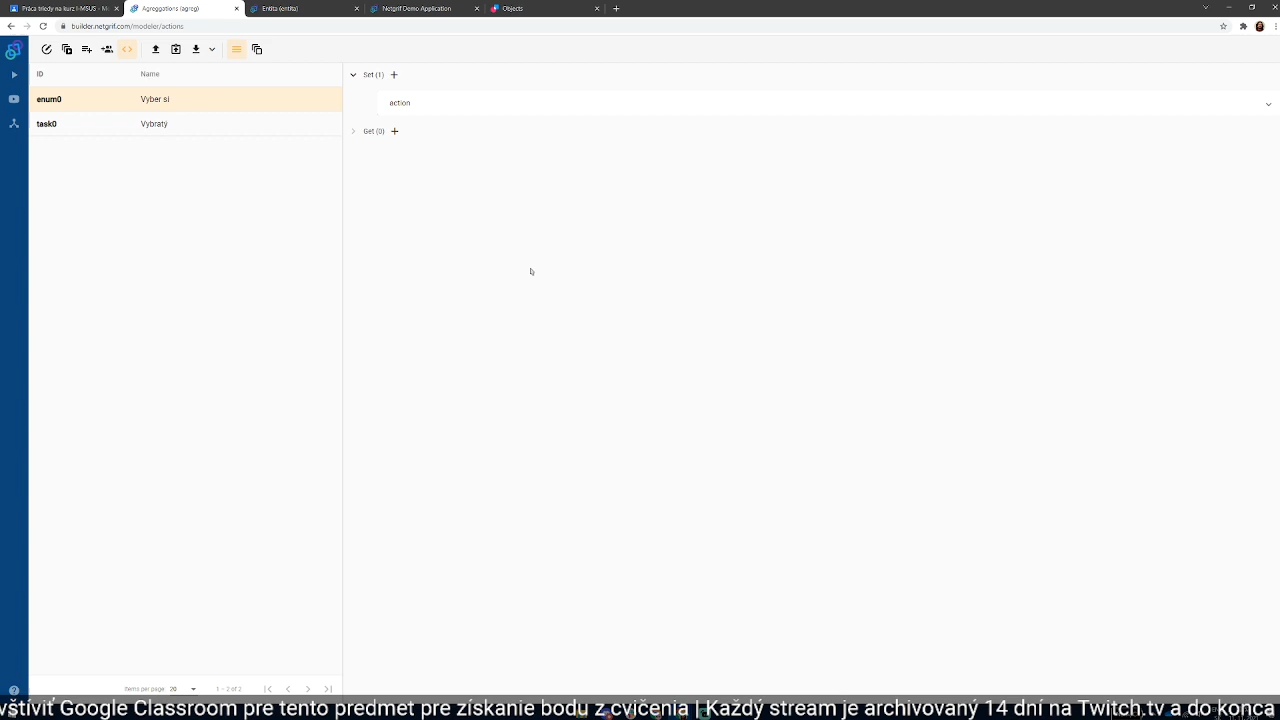 Práca triedy na kurz I-MSUS - M
Agreggations (agreg)
Entita (entita)
Netgrif Demo Application
Objects
builder.netgrif.com/modeler/actions
ID Name
enum0 Vyber si
task0 Vybratý
Set (1)
action
Get (0)
Items per page: 20 1 – 2 of 2
vštíviť Google Classroom pre tento predmet pre získanie bodu z cvičenia | Každý stream je archivovaný 14 dní na Twitch.tv a do konca